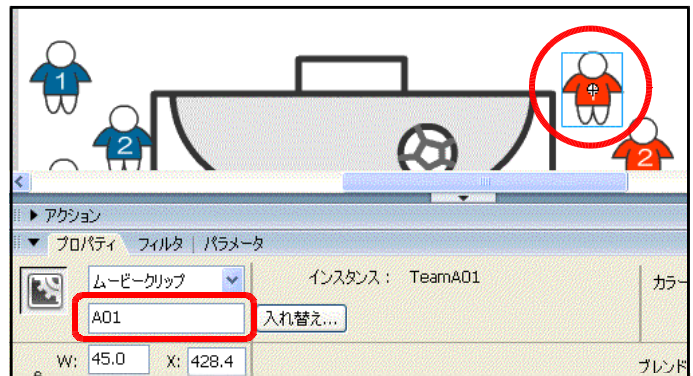 1
2
2
アクション
プロパティ フィルタ | パラメータ
ムービークリップ インスタンス： TeamA01 カラー
A01 入れ替え...
W: 45.0 X: 428.4 ブレンド